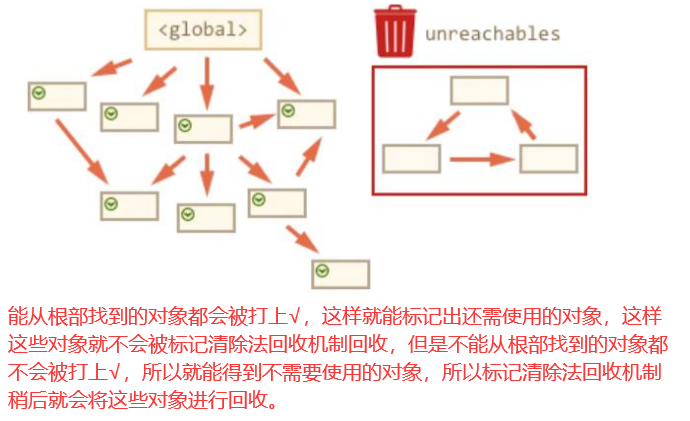 <global>
unreachables
能从根部找到的对象都会被打上√，这样就能标记出还需使用的对象，这样
这些对象就不会被标记清除法回收机制回收，但是不能从根部找到的对象都
不会被打上√，所以就能得到不需要使用的对象，所以标记清除法回收机制
稍后就会将这些对象进行回收。